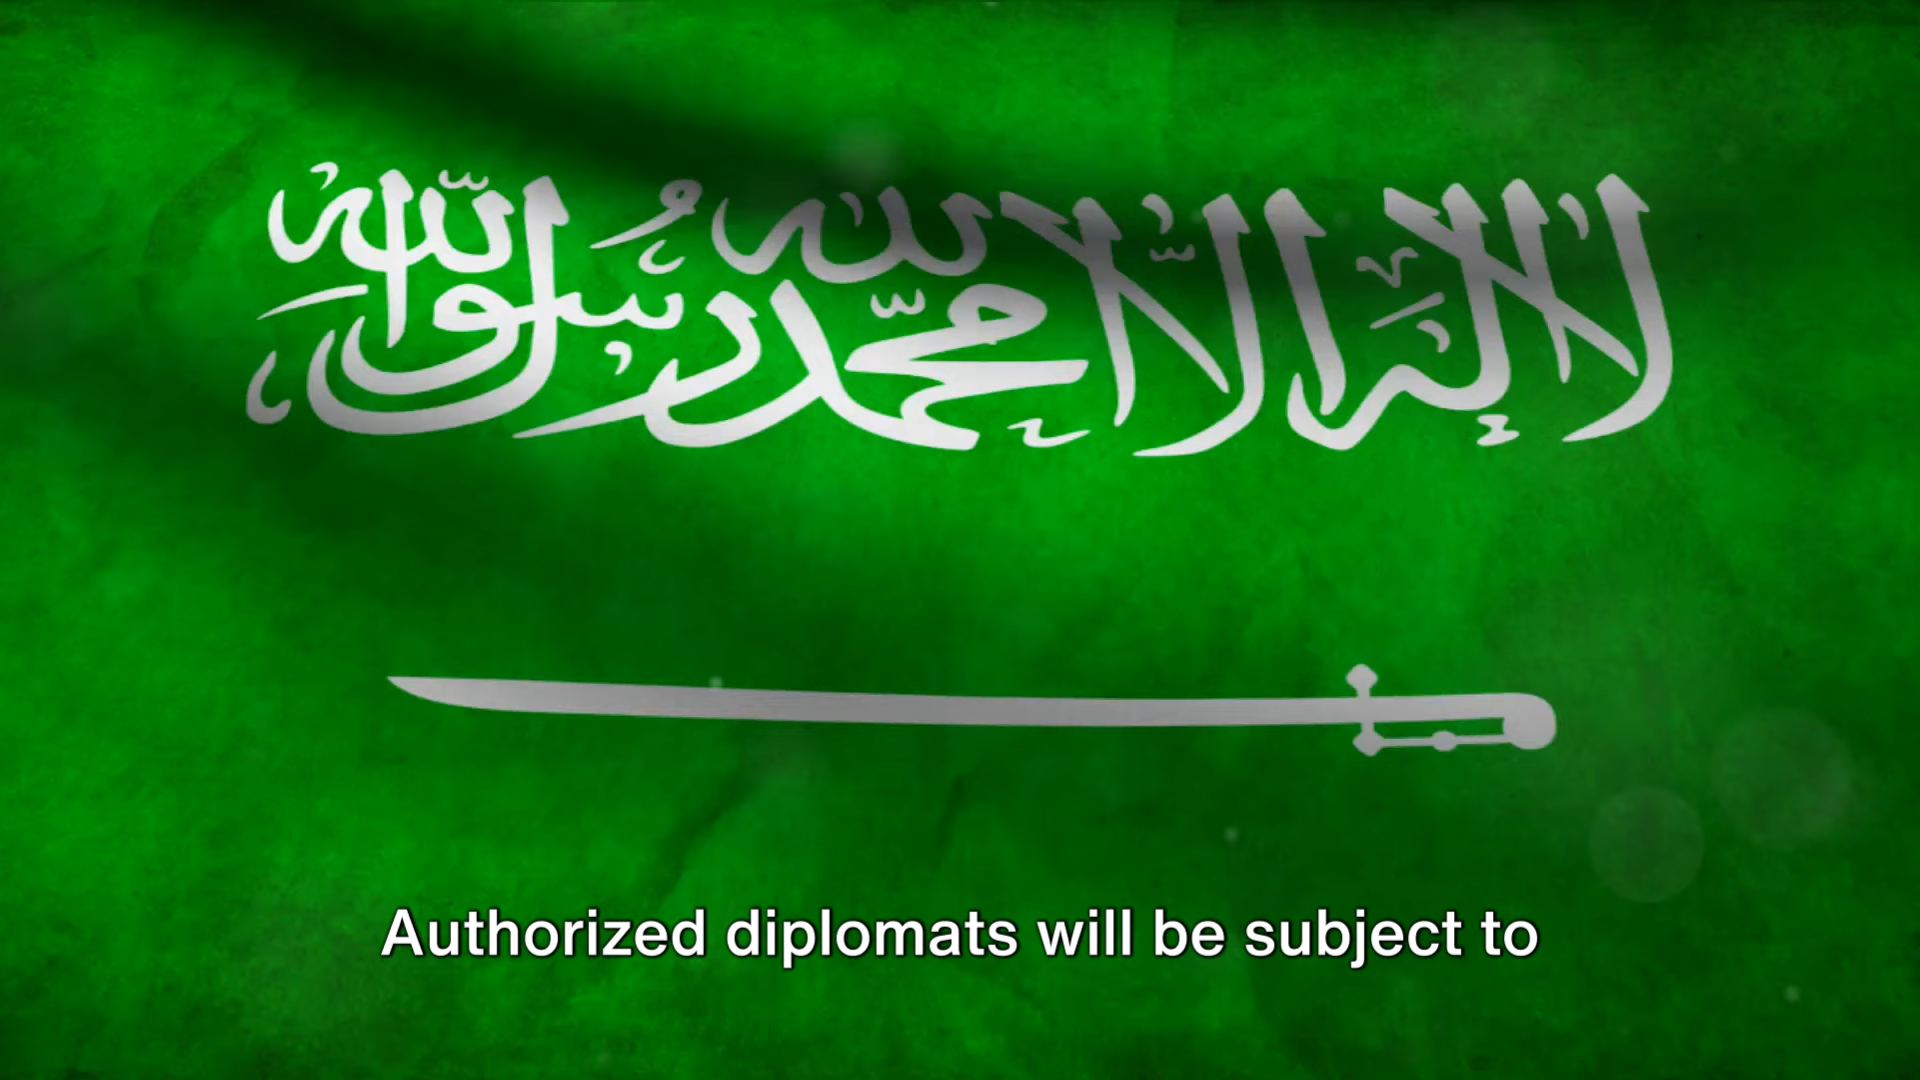 لا إله إلا الله محمد رسول الله
Authorized diplomats will be subject to